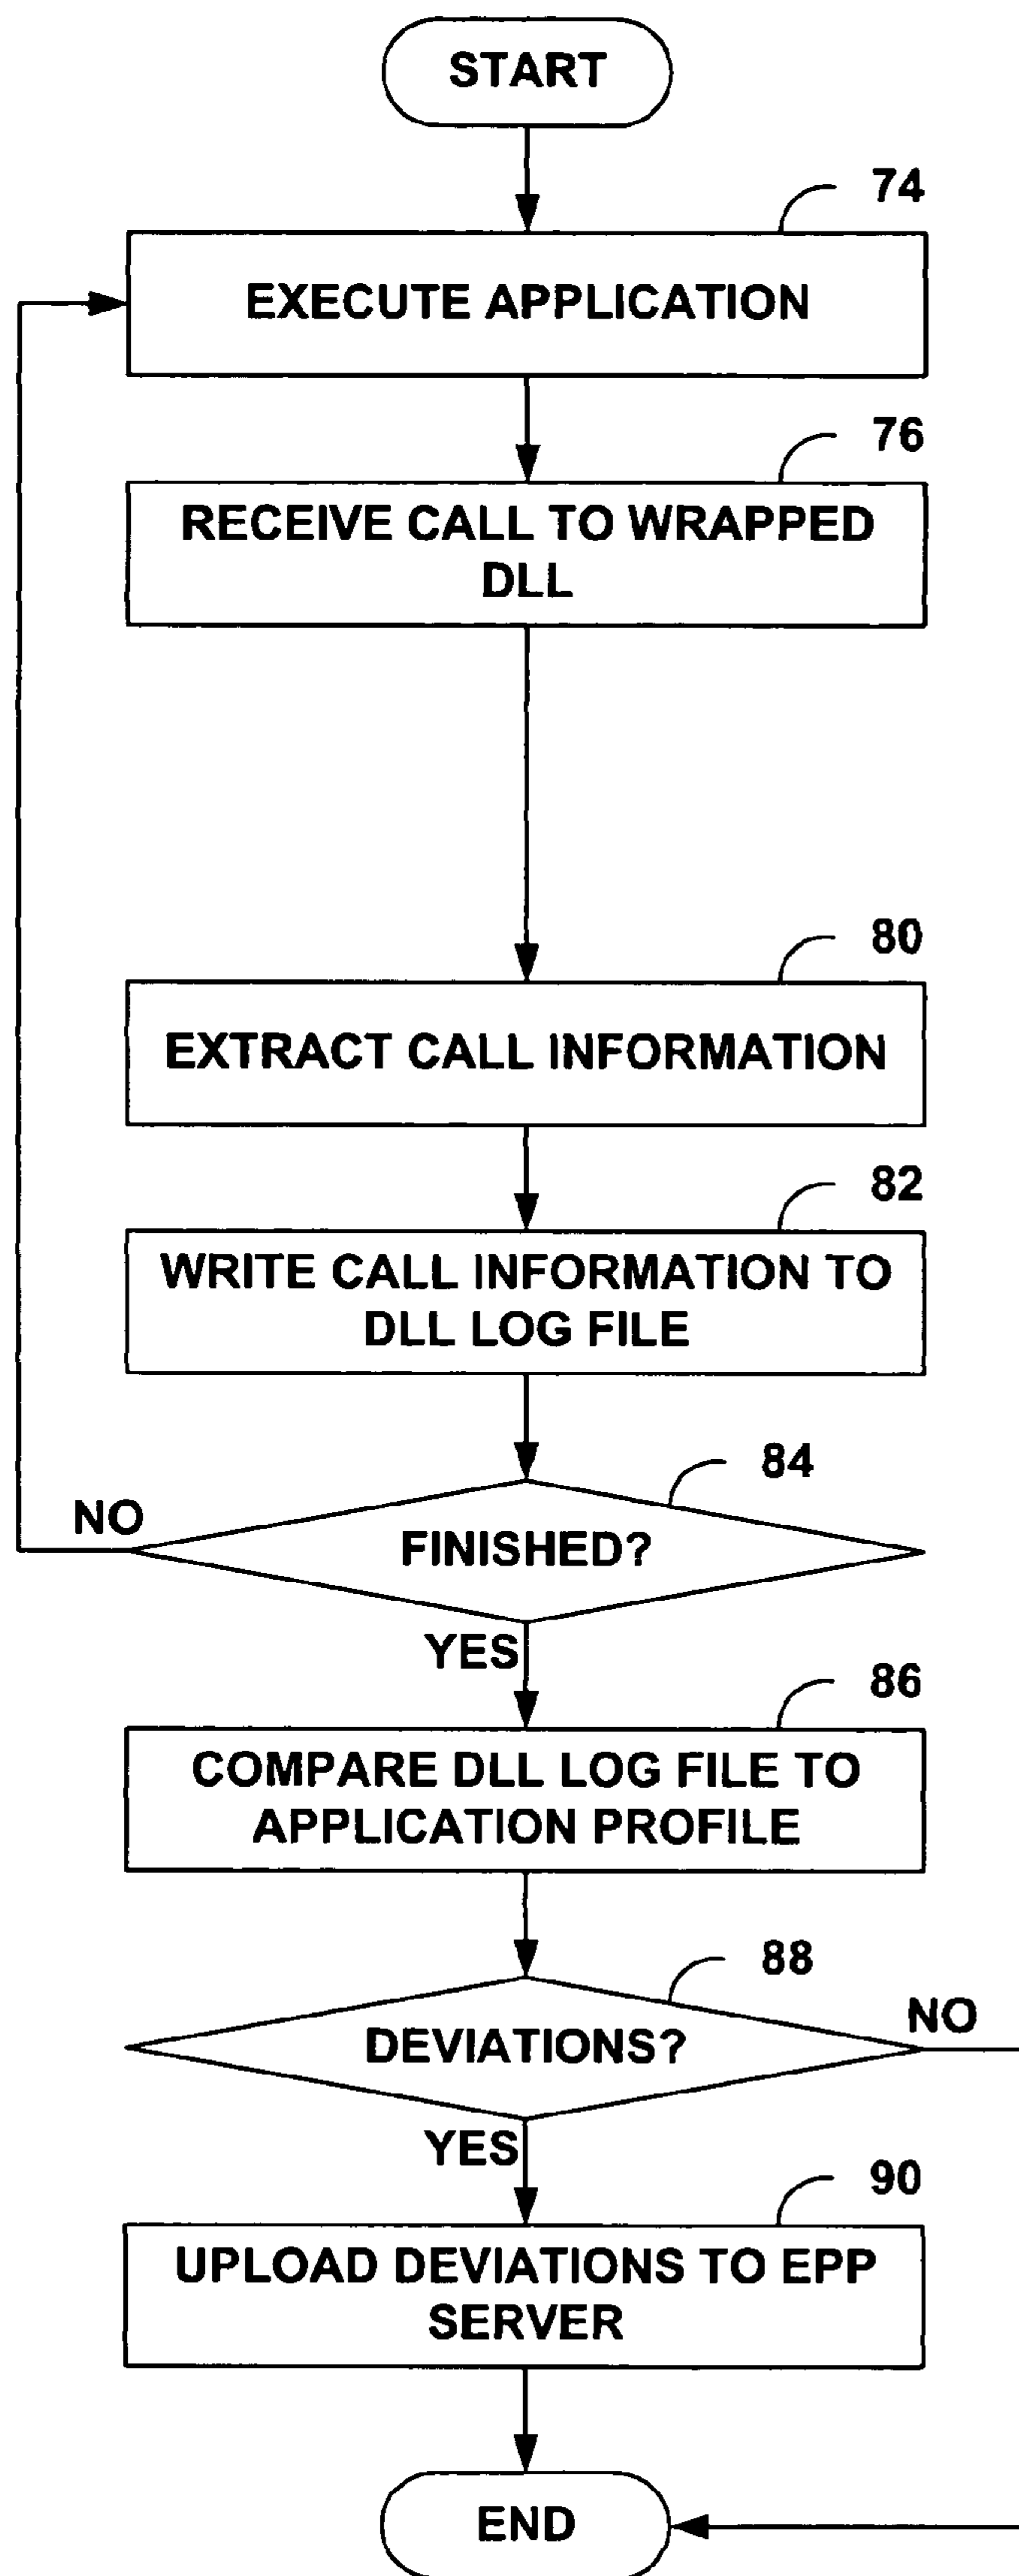 START
74
EXECUTE APPLICATION
76
RECEIVE CALL TO WRAPPED
DLL
80
EXTRACT CALL INFORMATION
82
WRITE CALL INFORMATION TO
DLL LOG FILE
84
NO
FINISHED?
YES
86
COMPARE DLL LOG FILE TO
APPLICATION PROFILE
88
NO
DEVIATIONS?
YES
90
UPLOAD DEVIATIONS TO EPP
SERVER
END